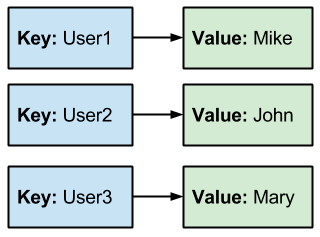 Key: User1
Value: Mike
Key: User2
Value: John
Key: User3
Value: Mary